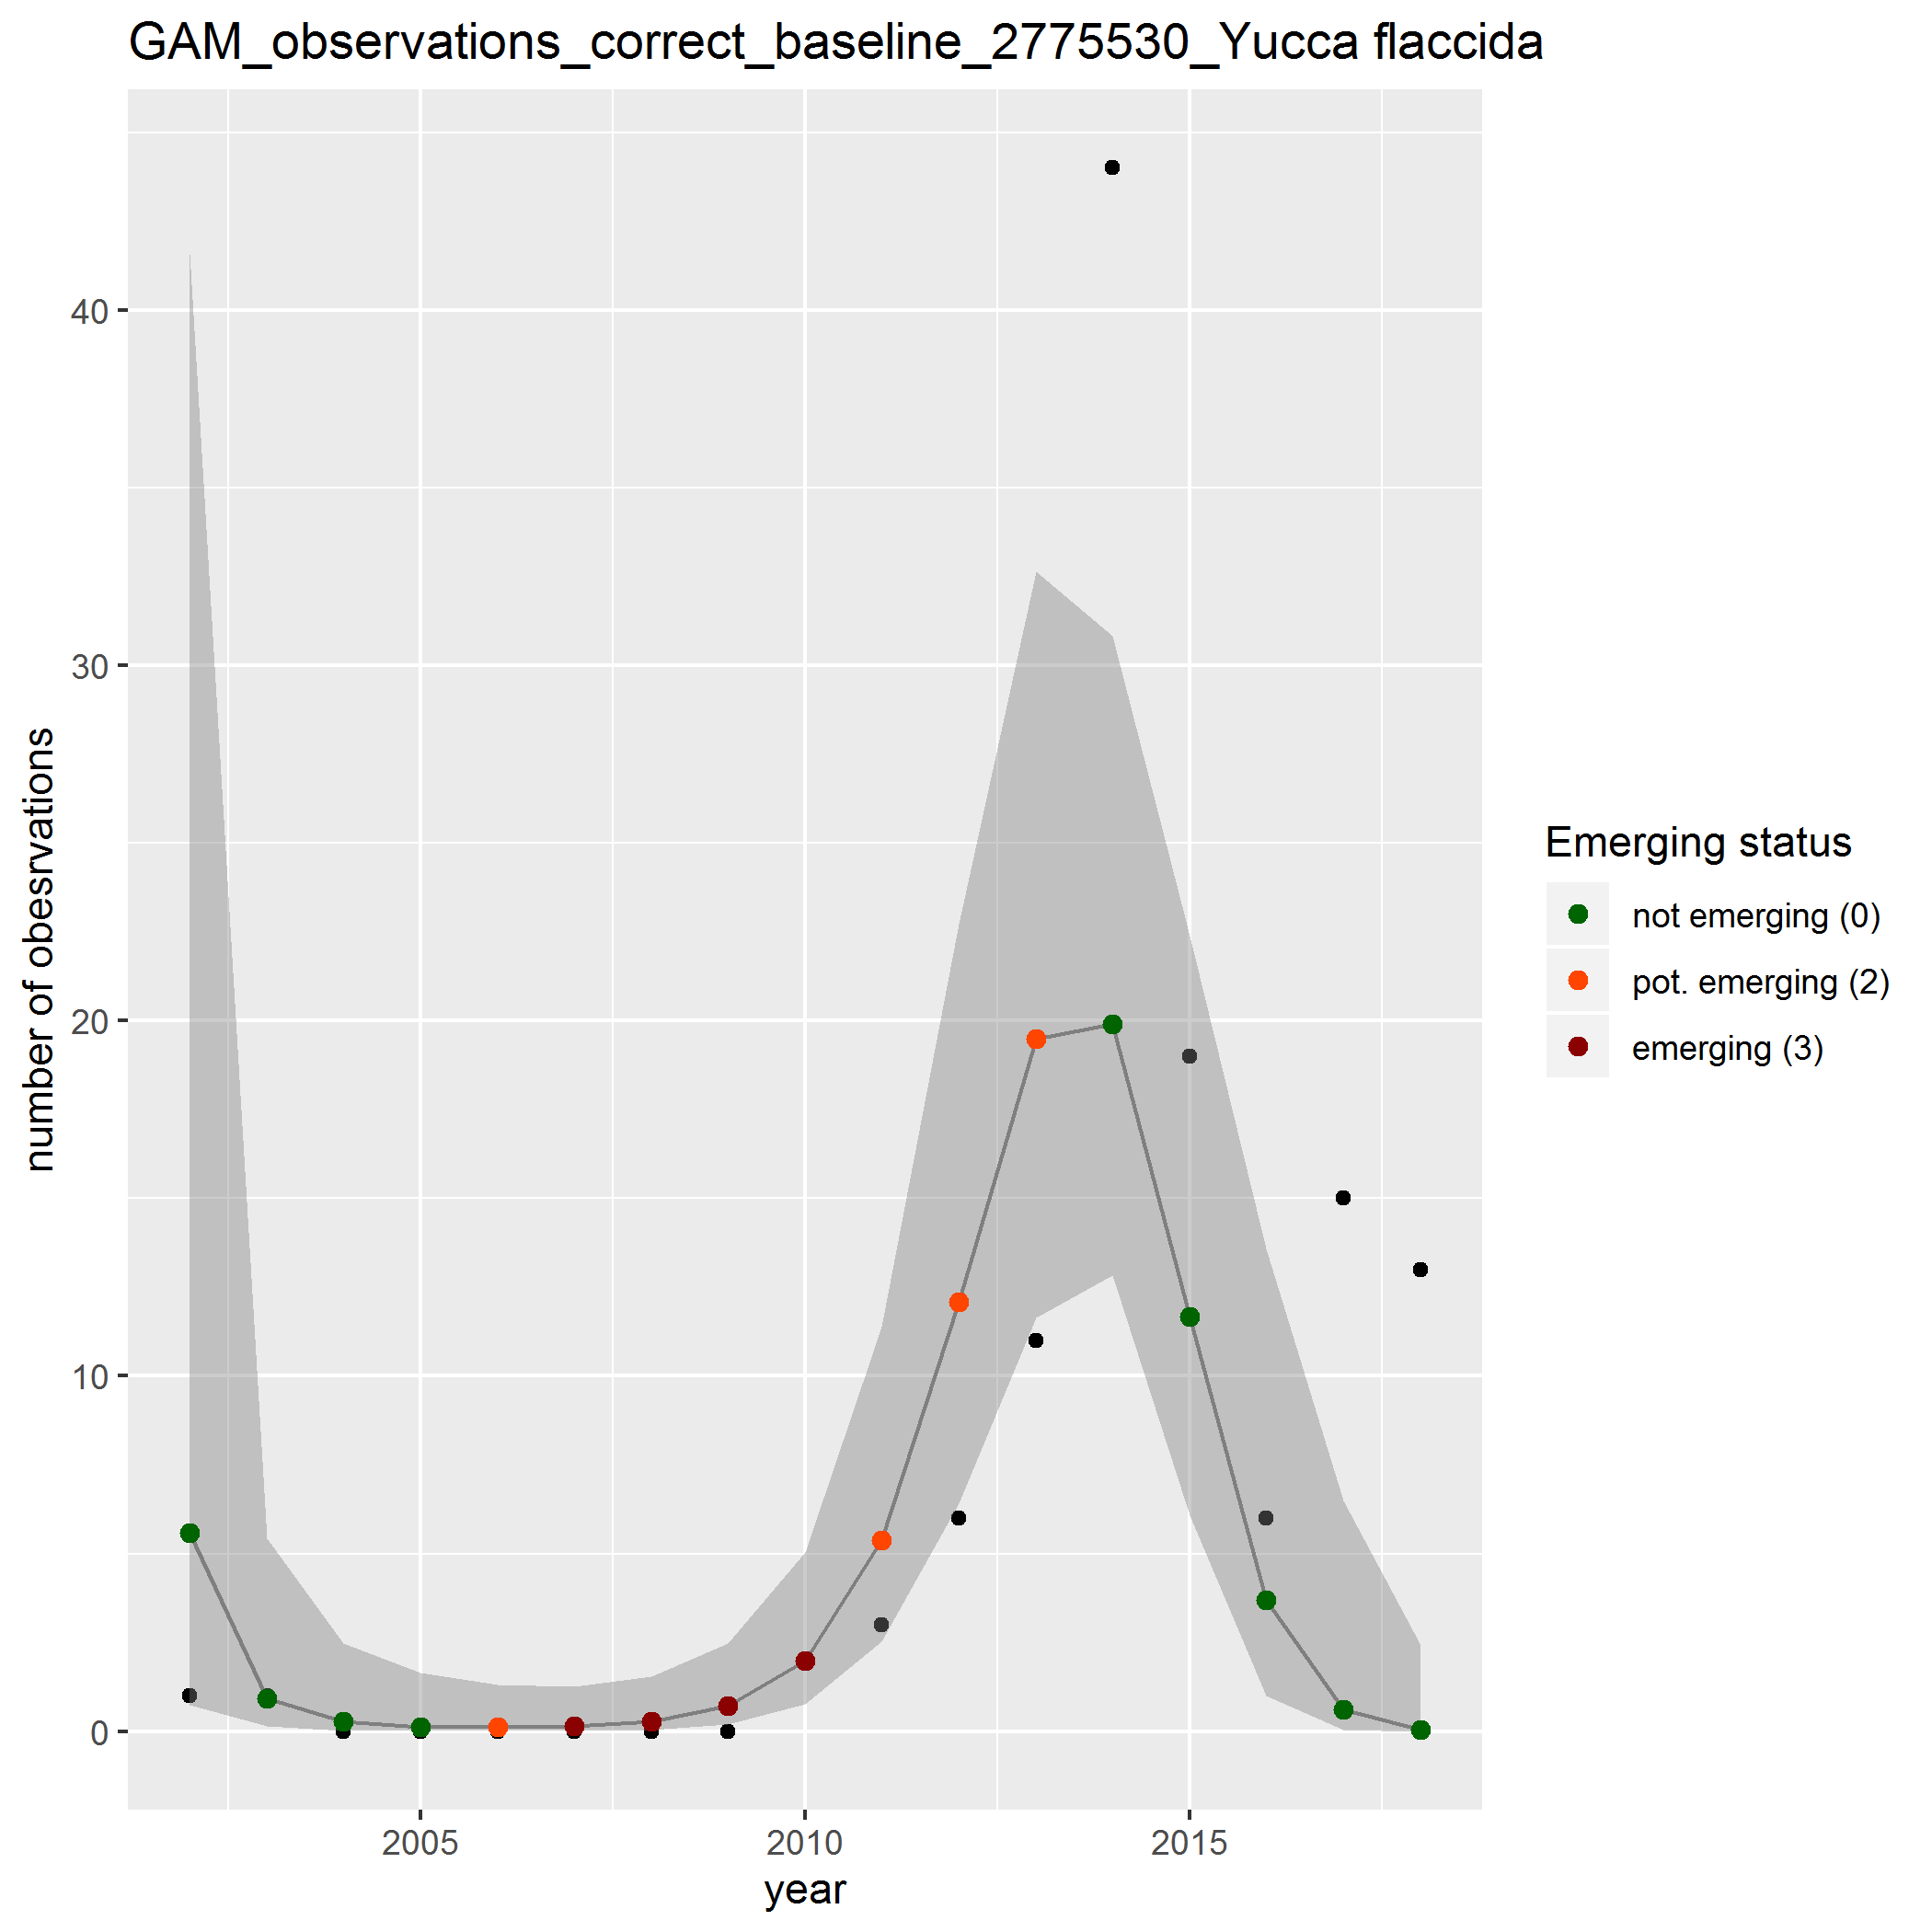 GAM_observations_correct_baseline_2775530_Yucca flaccida
number of obesrvations
40
30
20
10
0
2005
2010
2015
year
Emerging status
not emerging (0)
pot. emerging (2)
emerging (3)